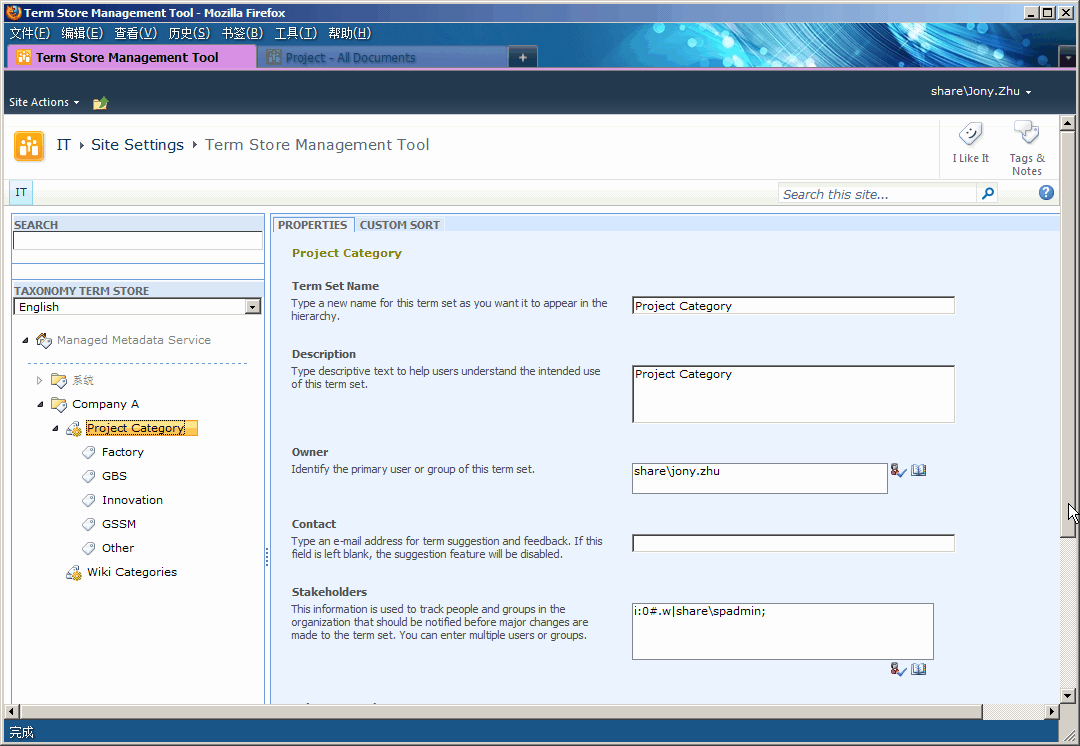 Term Store Management Tool - Mozilla Firefox
文件(F) 编辑(E) 查看(V) 历史(S) 书签(B) 工具(T) 帮助(H)
Term Store Management Tool
Project - All Documents
+
share\Jony.Zhu
Site Actions
IT
Site Settings
Term Store Management Tool
I Like It
Tags &
Notes
IT
Search this site...
SEARCH
TAXONOMY TERM STORE
English
Managed Metadata Service
系统
Company A
Project Category
Factory
GBS
Innovation
GSSM
Other
Wiki Categories
PROPERTIES
CUSTOM SORT
Project Category
Term Set Name
Type a new name for this term set as you want it to appear in the
hierarchy.
Project Category
Description
Type descriptive text to help users understand the intended use
of this term set.
Project Category
Owner
Identify the primary user or group of this term set.
share\jony.zhu
Contact
Type an e-mail address for term suggestion and feedback. If this
field is left blank, the suggestion feature will be disabled.
Stakeholders
This information is used to track people and groups in the
organization that should be notified before major changes are
made to the term set. You can enter multiple users or groups.
i:0#.w|share\spadmin;
完成